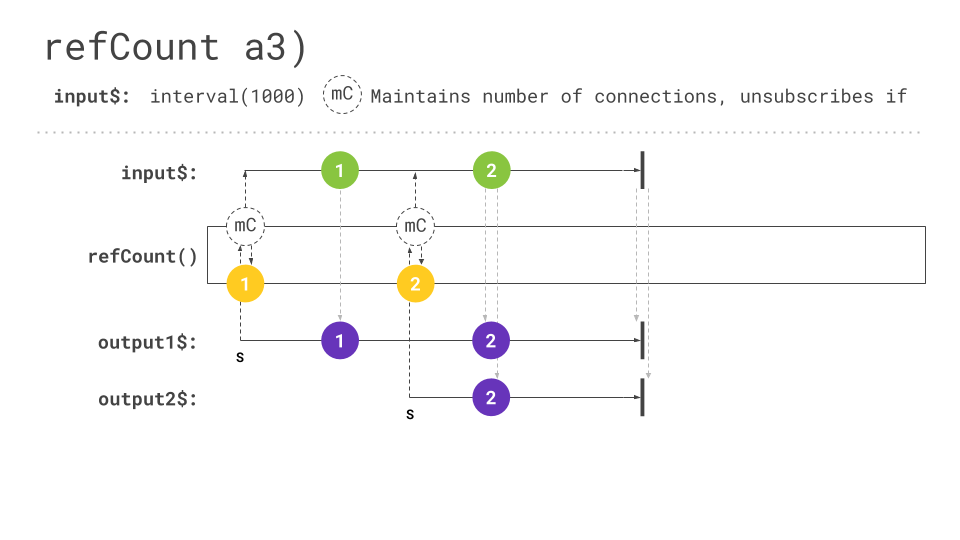 refCount a3)
input$: interval(1000) mC Maintains number of connections, unsubscribes if
input$: 1 2
mC mC
refCount()
1 2
output1$: 1 2
s
output2$: 2
s